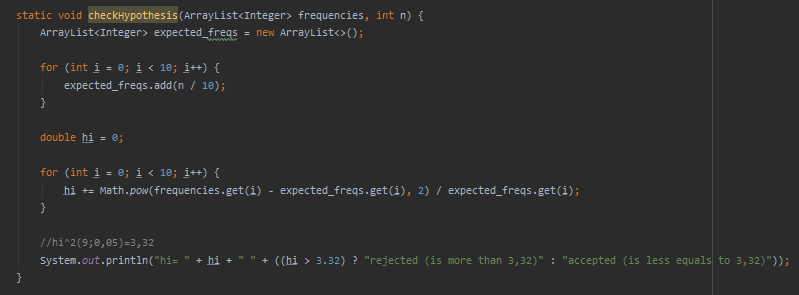 static void checkHypothesis(ArrayList<Integer> frequencies, int n) {
ArrayList<Integer> expected_freqs = new ArrayList<>();
for (int i = 0; i < 10; i++) {
expected_freqs.add(n / 10);
}
double hi = 0;
for (int i = 0; i < 10; i++) {
hi += Math.pow(frequencies.get(i) - expected_freqs.get(i), 2) / expected_freqs.get(i);
}
//hi^2(9;0,05)=3,32
System.out.println("hi= " + hi + " " + ((hi > 3.32) ? "rejected (is more than 3,32)" : "accepted (is less equals to 3,32)"));
}